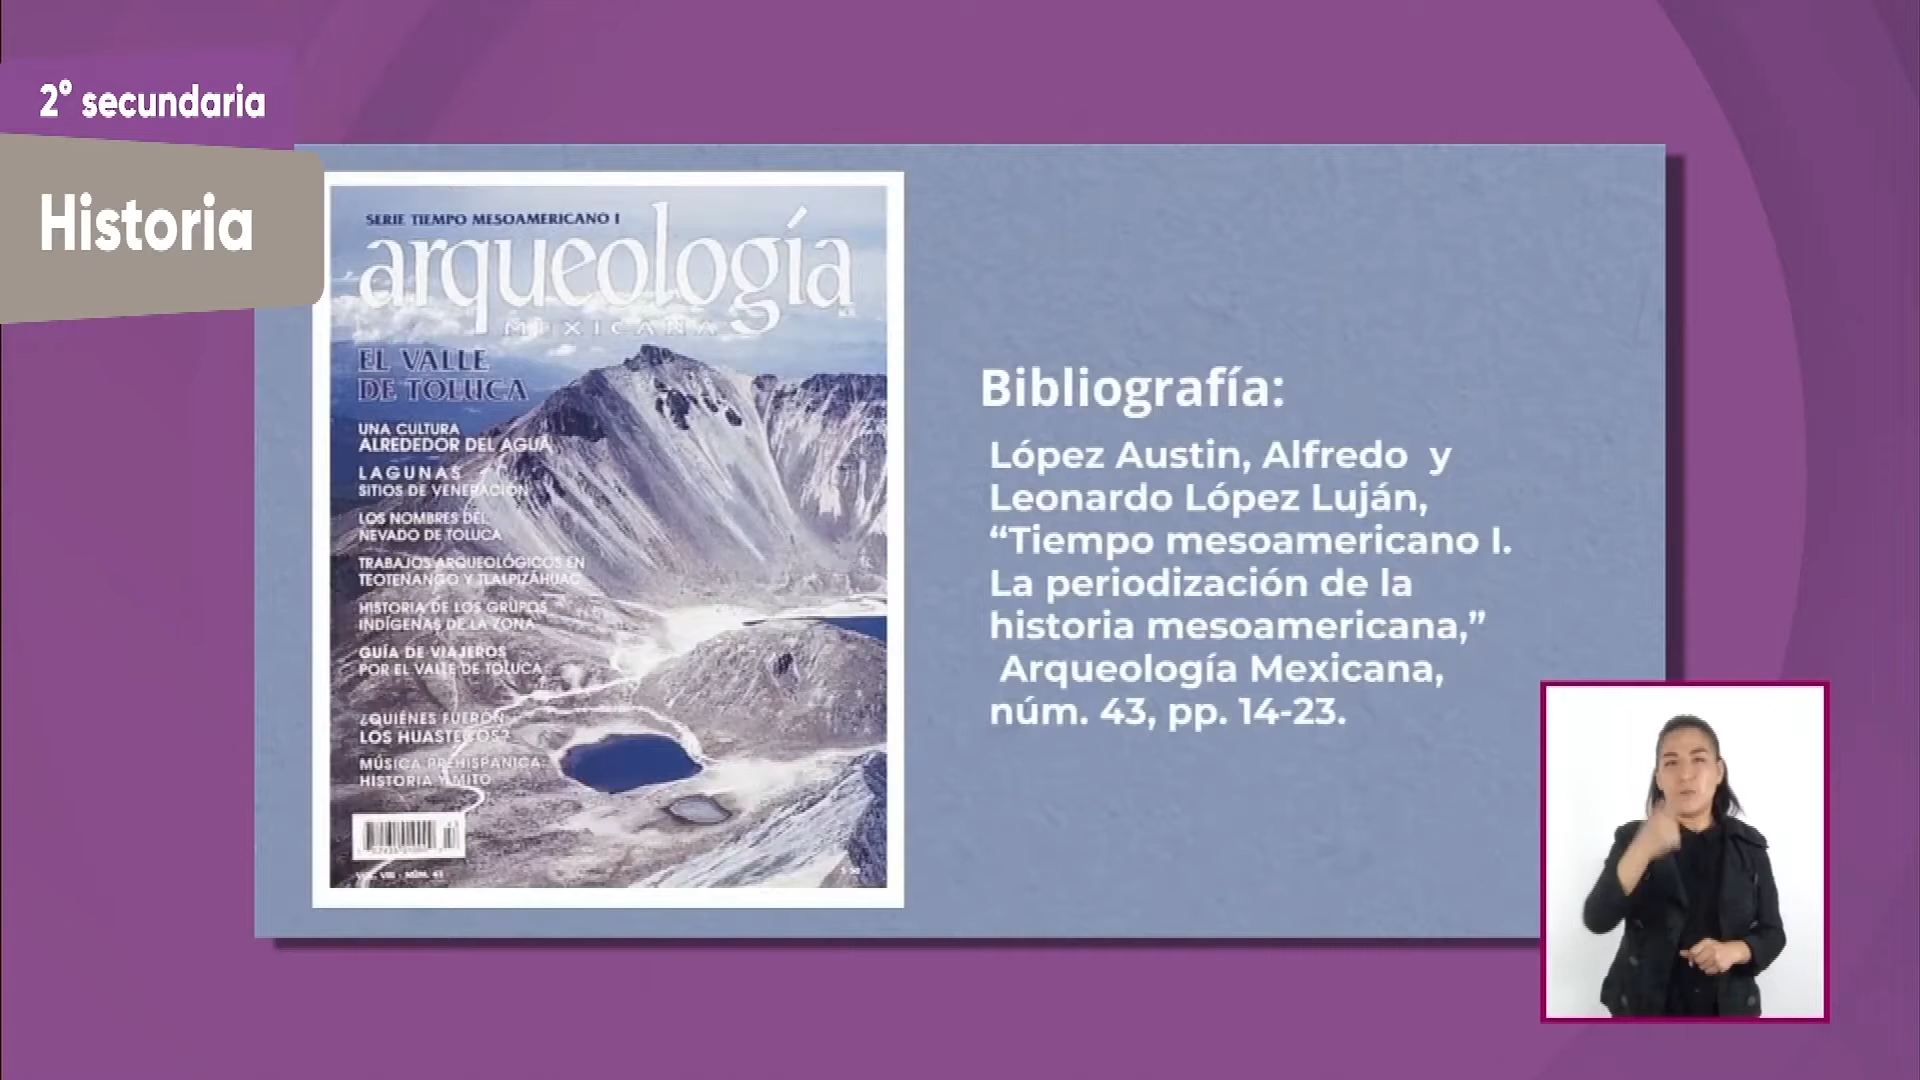 2° secundaria
Historia
SERIE TIEMPO MESOAMERICANO I
arqueología
MEXICANA
EL VALLE
DE TOLUCA
UNA CULTURA
ALREDEDOR DEL AGUA
LAGUNAS
SITIOS DE VENERACIÓN
LOS NOMBRES DEL
NEVADO DE TOLUCA
TRABAJOS ARQUEOLÓGICOS EN
TEOTENANGO Y TLALPIZÁHUAC
HISTORIA DE LOS GRUPOS
INDÍGENAS DE LA ZONA
GUÍA DE VIAJEROS
POR EL VALLE DE TOLUCA
¿QUIÉNES FUERON
LOS HUASTECOS?
MÚSICA PREHISPÁNICA:
HISTORIA Y MITO
VOL. VIII - NÚM. 43
Bibliografía:
López Austin, Alfredo y
Leonardo López Luján,
“Tiempo mesoamericano I.
La periodización de la
historia mesoamericana,”
Arqueología Mexicana,
núm. 43, pp. 14-23.